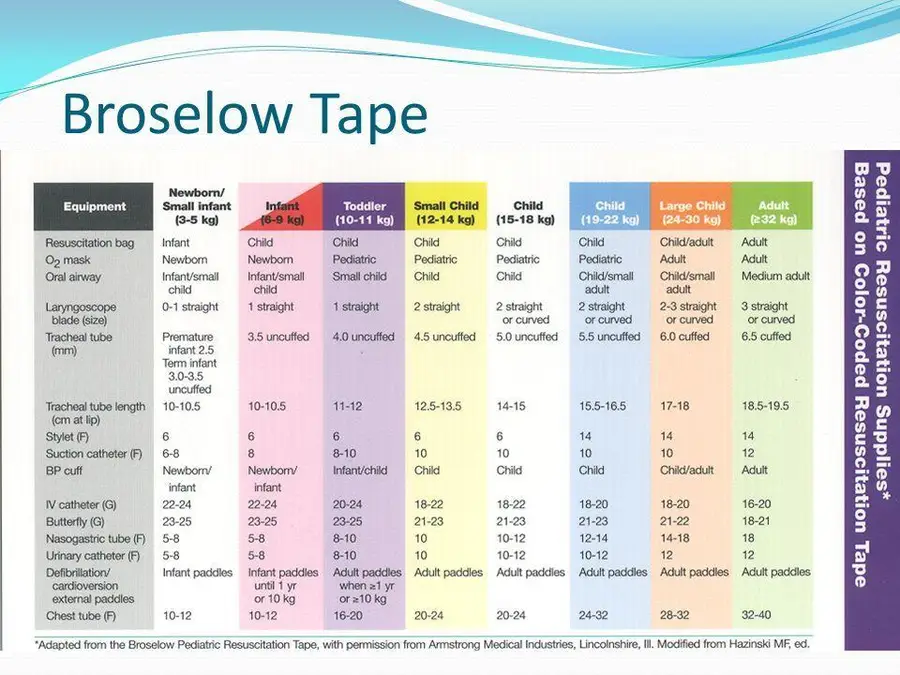 Broselow Tape
Equipment | Newborn/ Small infant (3-5 kg) | Infant (6-9 kg) | Toddler (10-11 kg) | Small Child (12-14 kg) | Child (15-18 kg) | Child (19-22 kg) | Large Child (24-30 kg) | Adult (≥32 kg)
Resuscitation bag | Infant | Child | Child | Child | Child | Child | Child/adult | Adult
O2 mask | Newborn | Newborn | Pediatric | Pediatric | Pediatric | Pediatric | Adult | Adult
Oral airway | Infant/small child | Infant/small child | Small child | Child | Child | Child/small adult | Child/small adult | Medium adult
Laryngoscope blade (size) | 0-1 straight | 1 straight | 1 straight | 2 straight | 2 straight or curved | 2 straight or curved | 2-3 straight or curved | 3 straight or curved
Tracheal tube (mm) | Premature infant 2.5 Term infant 3.0-3.5 uncuffed | 3.5 uncuffed | 4.0 uncuffed | 4.5 uncuffed | 5.0 uncuffed | 5.5 uncuffed | 6.0 cuffed | 6.5 cuffed
Tracheal tube length (cm at lip) | 10-10.5 | 10-10.5 | 11-12 | 12.5-13.5 | 14-15 | 15.5-16.5 | 17-18 | 18.5-19.5
Stylet (F) | 6 | 6 | 6 | 6 | 6 | 14 | 14 | 14
Suction catheter (F) | 6-8 | 8 | 8-10 | 10 | 10 | 10 | 10 | 12
BP cuff | Newborn/ infant | Newborn/ infant | Infant/child | Child | Child | Child | Child/adult | Adult
IV catheter (G) | 22-24 | 22-24 | 20-24 | 18-22 | 18-22 | 18-20 | 18-20 | 16-20
Butterfly (G) | 23-25 | 23-25 | 23-25 | 21-23 | 21-23 | 21-23 | 21-22 | 18-21
Nasogastric tube (F) | 5-8 | 5-8 | 8-10 | 10 | 10-12 | 12-14 | 14-18 | 18
Urinary catheter (F) | 5-8 | 5-8 | 8-10 | 10 | 10-12 | 10-12 | 12 | 12
Defibrillation/ cardioversion external paddles | Infant paddles | Infant paddles until 1 yr or 10 kg | Adult paddles when ≥1 yr or ≥10 kg | Adult paddles | Adult paddles | Adult paddles | Adult paddles | Adult paddles
Chest tube (F) | 10-12 | 10-12 | 16-20 | 20-24 | 20-24 | 24-32 | 28-32 | 32-40
*Adapted from the Broselow Pediatric Resuscitation Tape, with permission from Armstrong Medical Industries, Lincolnshire, Ill. Modified from Hazinski MF, ed.
Pediatric Resuscitation Supplies*
Based on Color-Coded Resuscitation Tape